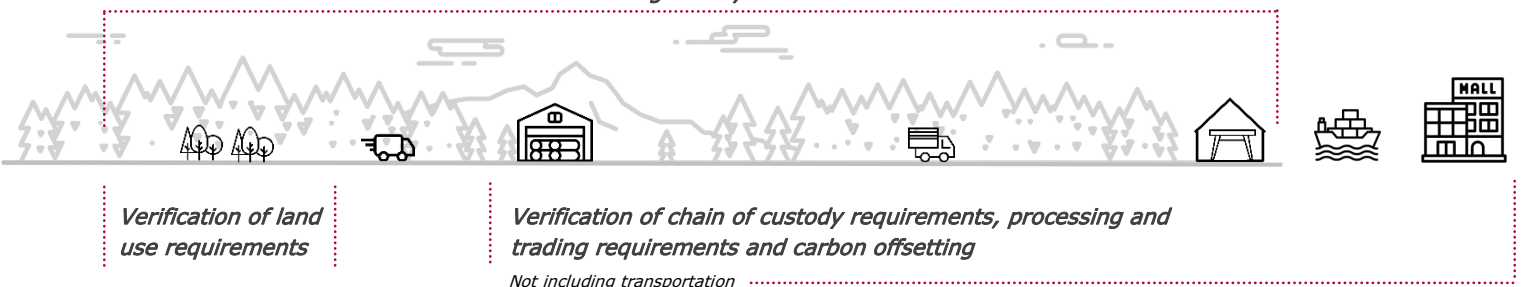 MALL
Verification of land
use requirements
Verification of chain of custody requirements, processing and
trading requirements and carbon offsetting
Not including transportation